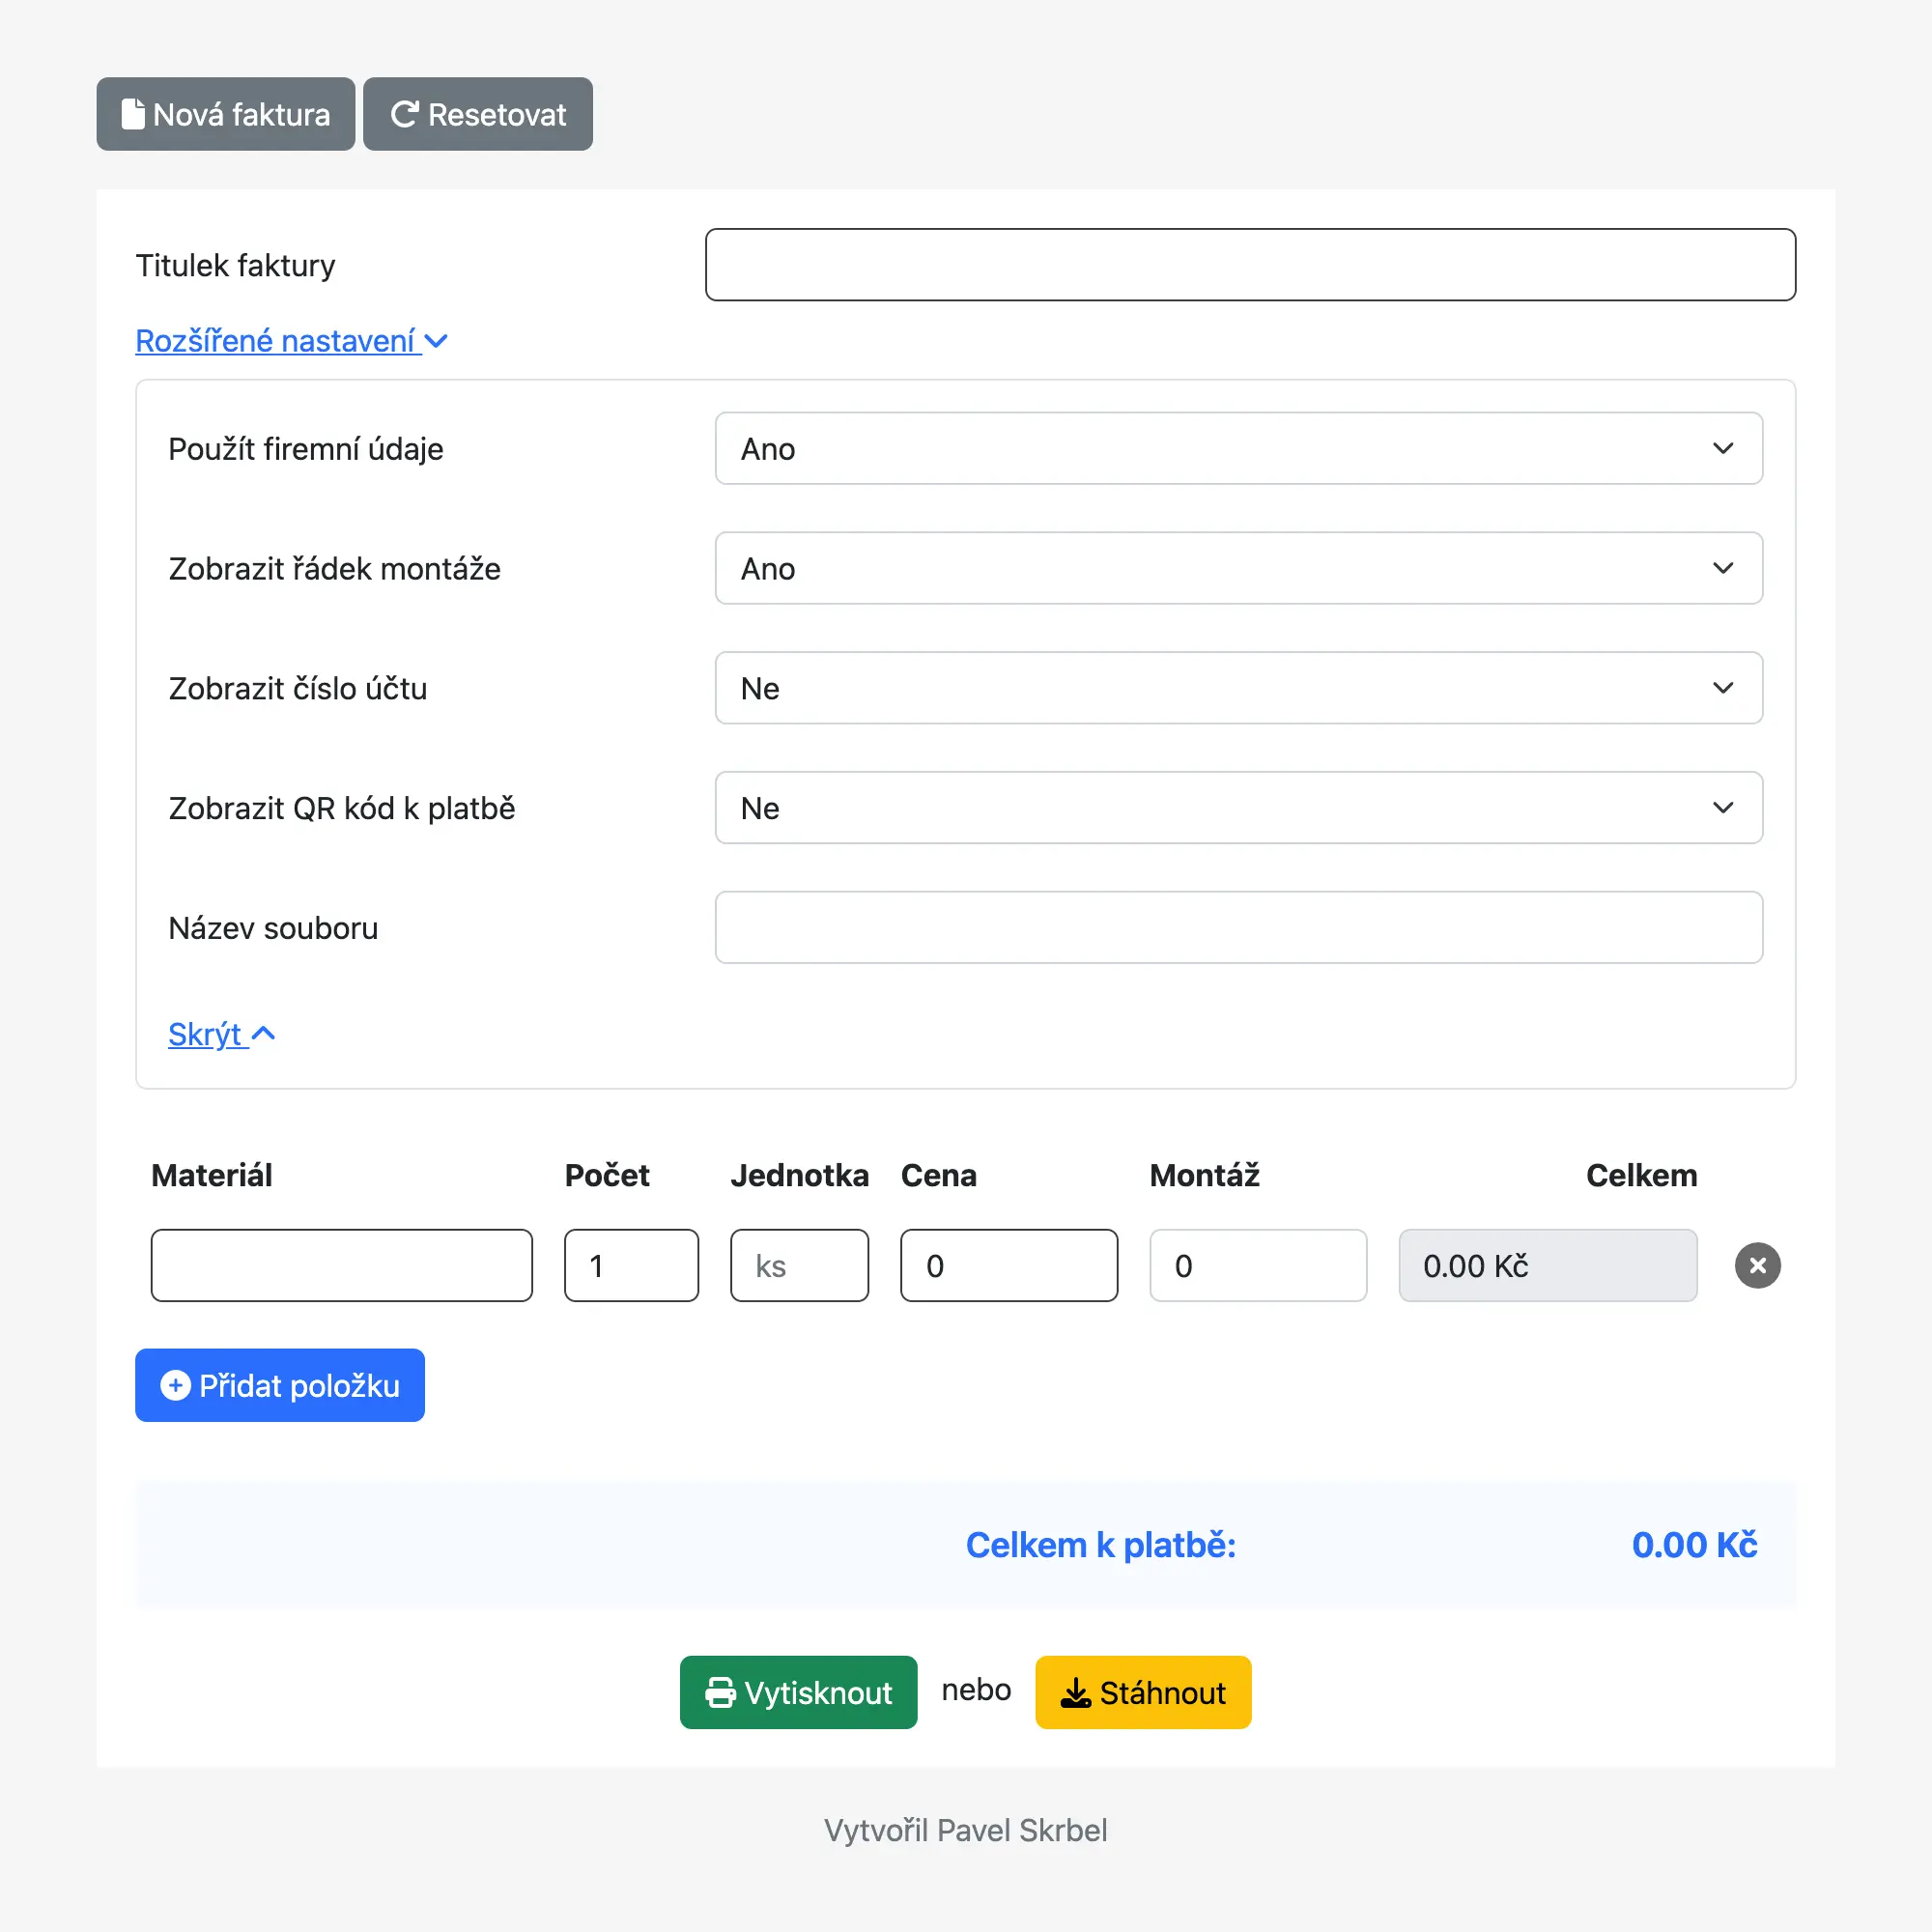 Nová faktura Resetovat
Titulek faktury
Rozšířené nastavení
Použít firemní údaje Ano
Zobrazit řádek montáže Ano
Zobrazit číslo účtu Ne
Zobrazit QR kód k platbě Ne
Název souboru
Skrýt
Materiál Počet Jednotka Cena Montáž Celkem
1 ks 0 0 0.00 Kč
Přidat položku
Celkem k platbě: 0.00 Kč
Vytisknout nebo Stáhnout
Vytvořil Pavel Skrbel